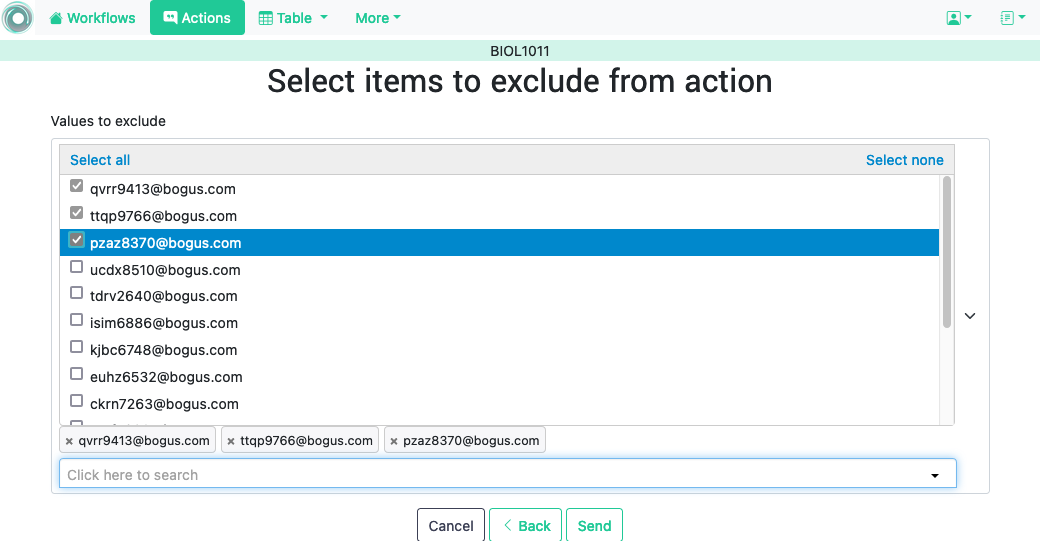 Workflows Actions Table More
BIOL1011
Select items to exclude from action
Values to exclude
Select all Select none
qvrr9413@bogus.com
ttqp9766@bogus.com
pzaz8370@bogus.com
ucdx8510@bogus.com
tdrv2640@bogus.com
isim6886@bogus.com
kjbc6748@bogus.com
euhz6532@bogus.com
ckrn7263@bogus.com
× qvrr9413@bogus.com × ttqp9766@bogus.com × pzaz8370@bogus.com
Click here to search
Cancel Back Send